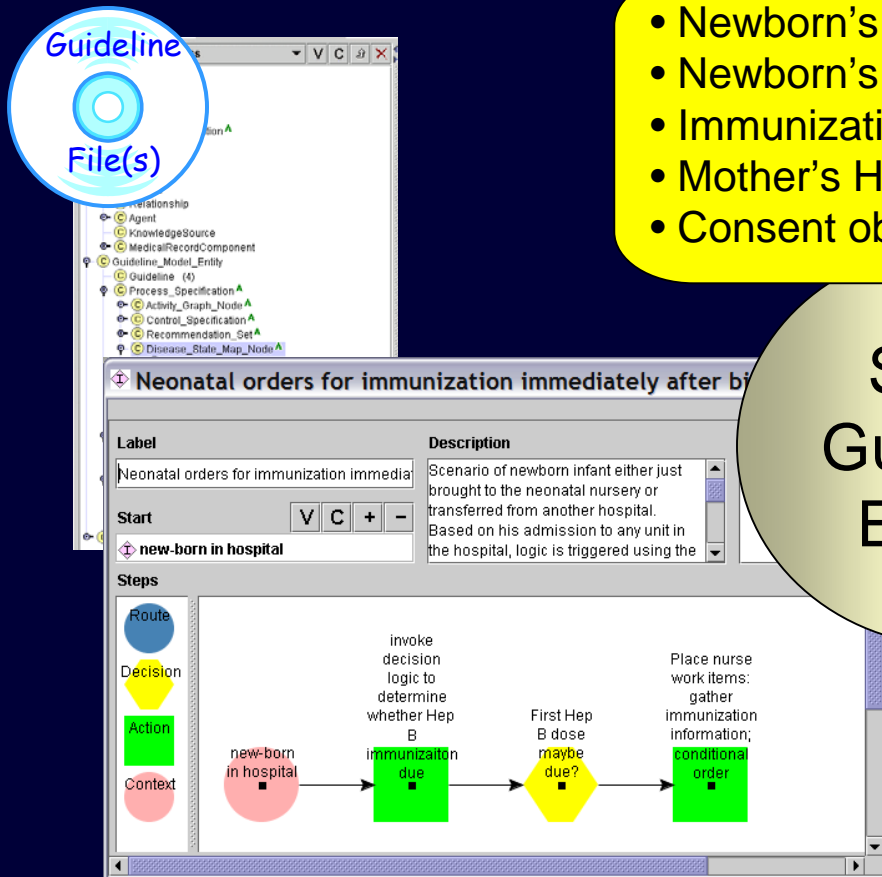 Guideline
File(s)
V C
Relationship
Agent
KnowledgeSource
MedicalRecordComponent
Guideline_Model_Entity
Guideline (4)
Process_Specification
Activity_Graph_Node
Control_Specification
Recommendation_Set
Disease_State_Map_Node
• Newborn's
• Newborn's
• Immunizati
• Mother's H
• Consent ob
S
Gu
E
Neonatal orders for immunization immediately after bi
Label
Neonatal orders for immunization immedia
Start
V C + −
new-born in hospital
Description
Scenario of newborn infant either just
brought to the neonatal nursery or
transferred from another hospital.
Based on his admission to any unit in
the hospital, logic is triggered using the
Steps
Route
Decision
Action
Context
new-born
in hospital
invoke
decision
logic to
determine
whether Hep
B
immunizaiton
due
First Hep
B dose
maybe
due?
Place nurse
work items:
gather
immunization
information;
conditional
order